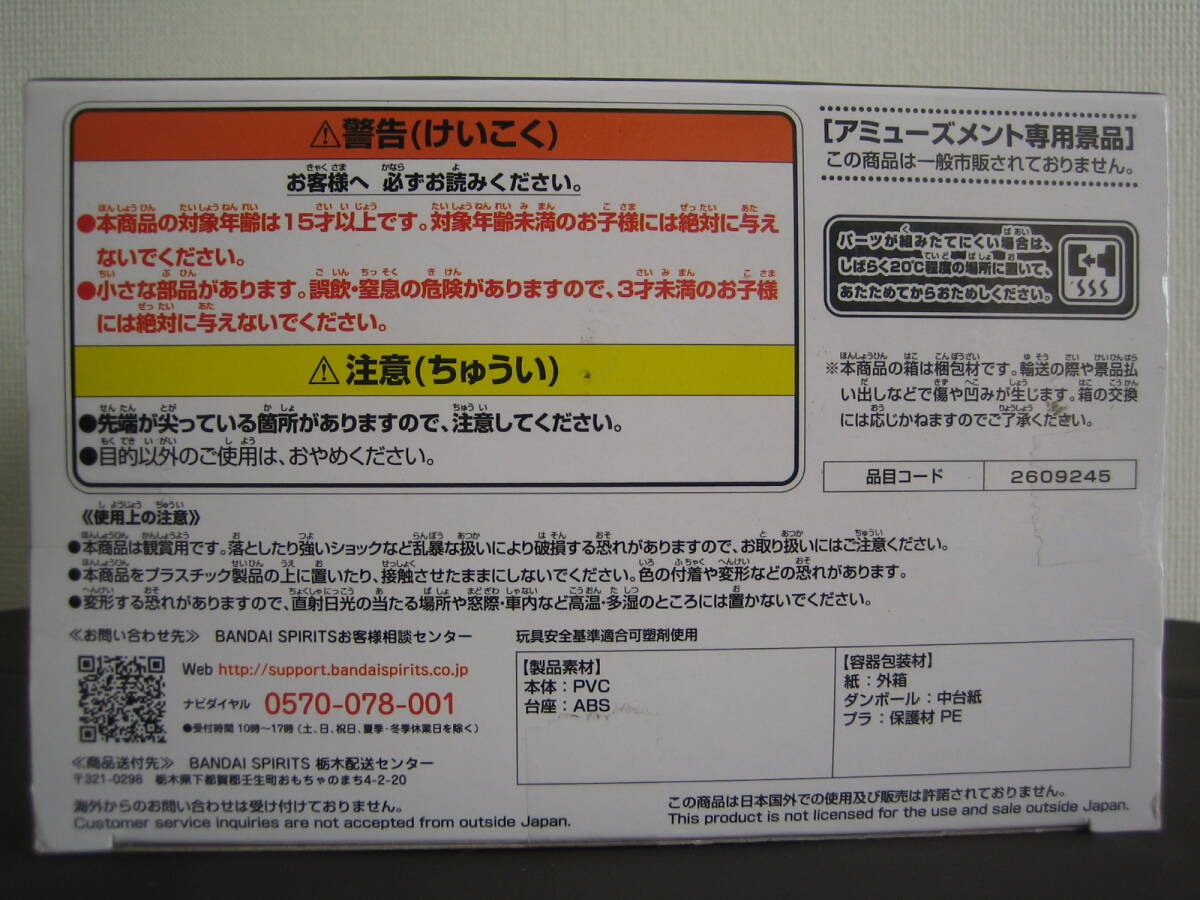 ⚠警告(けいこく)
お客様へ 必ずお読みください。
●本商品の対象年齢は15才以上です。対象年齢未満のお子様には絶対に与え
ないでください。
●小さな部品があります。誤飲・窒息の危険がありますので、3才未満のお子様
には絶対に与えないでください。
⚠注意(ちゅうい)
●先端が尖っている箇所がありますので、注意してください。
●目的以外のご使用は、おやめください。
[アミューズメント専用景品]
この商品は一般市販されておりません。
パーツが組みたてにくい場合は、
しばらく20℃程度の場所に置いて、
あたためてからおためしください。
※本商品の箱は梱包材です。輸送の際や景品払
い出しなどで傷や凹みが生じます。箱の交換
には応じかねますのでご了承ください。
品目コード 2609245
≪使用上の注意≫
●本商品は観賞用です。落としたり強いショックなど乱暴な扱いにより破損する恐れがありますので、お取り扱いにはご注意ください。
●本商品をプラスチック製品の上に置いたり、接触させたままにしないでください。色の付着や変形などの恐れがあります。
●変形する恐れがありますので、直射日光の当たる場所や窓際・車内など高温・多湿のところには置かないでください。
≪お問い合わせ先≫ BANDAI SPIRITSお客様相談センター
Web http://support.bandaispirits.co.jp
ナビダイヤル 0570-078-001
●受付時間 10時〜17時(土、日、祝日、夏季・冬季休業日を除く)
≪商品送付先≫ BANDAI SPIRITS 栃木配送センター
〒321-0298 栃木県下都賀郡壬生町おもちゃのまち4-2-20
海外からのお問い合わせは受け付けておりません。
Customer service inquiries are not accepted from outside Japan.
玩具安全基準適合可塑剤使用
【製品素材】
本体:PVC
台座:ABS
【容器包装材】
紙:外箱
ダンボール:中台紙
プラ:保護材 PE
この商品は日本国外での使用及び販売は許諾されておりません。
This product is not licensed for the use and sale outside Japan.